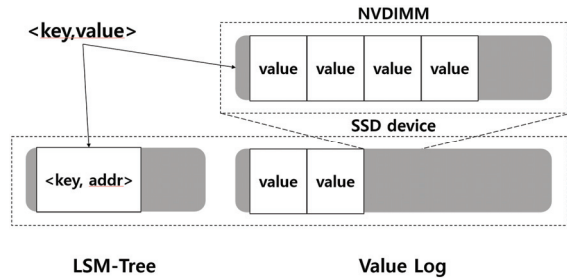 NVDIMM
<key,value>
value value value value
SSD device
<key, addr>
value value
LSM-Tree Value Log